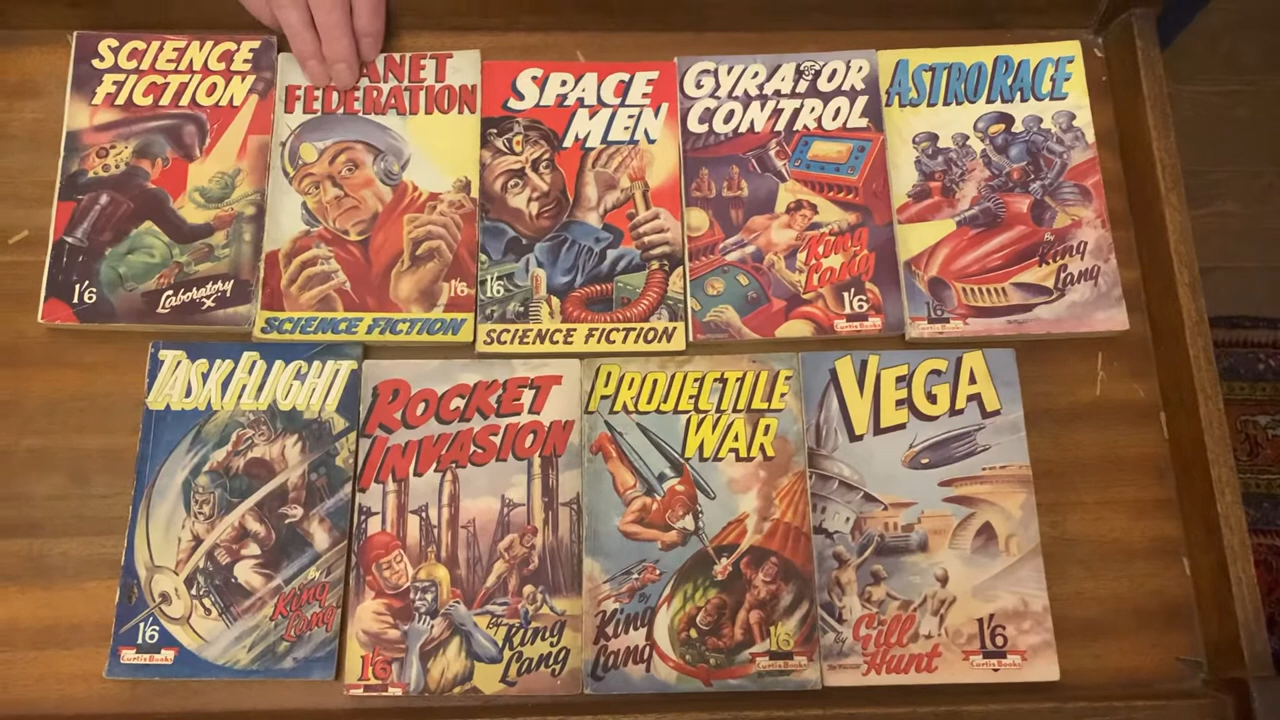 SCIENCE
FICTION
1'6
Laboratory
"X"
ANET
FEDERATION
1'6
SCIENCE FICTION
SPACE
MEN
1'6
SCIENCE FICTION
GYRATOR
CONTROL
35
By
King
Lang
1'6
Curtis Books
ASTRO RACE
By
King
Lang
1'6
Curtis Books
TASK FLIGHT
By
King
Lang
1'6
Curtis Books
ROCKET
INVASION
By
King
Lang
1'6
PROJECTILE
WAR
By
King
Lang
1'6
Curtis Books
VEGA
By
Gill
Hunt
1'6
Curtis Books